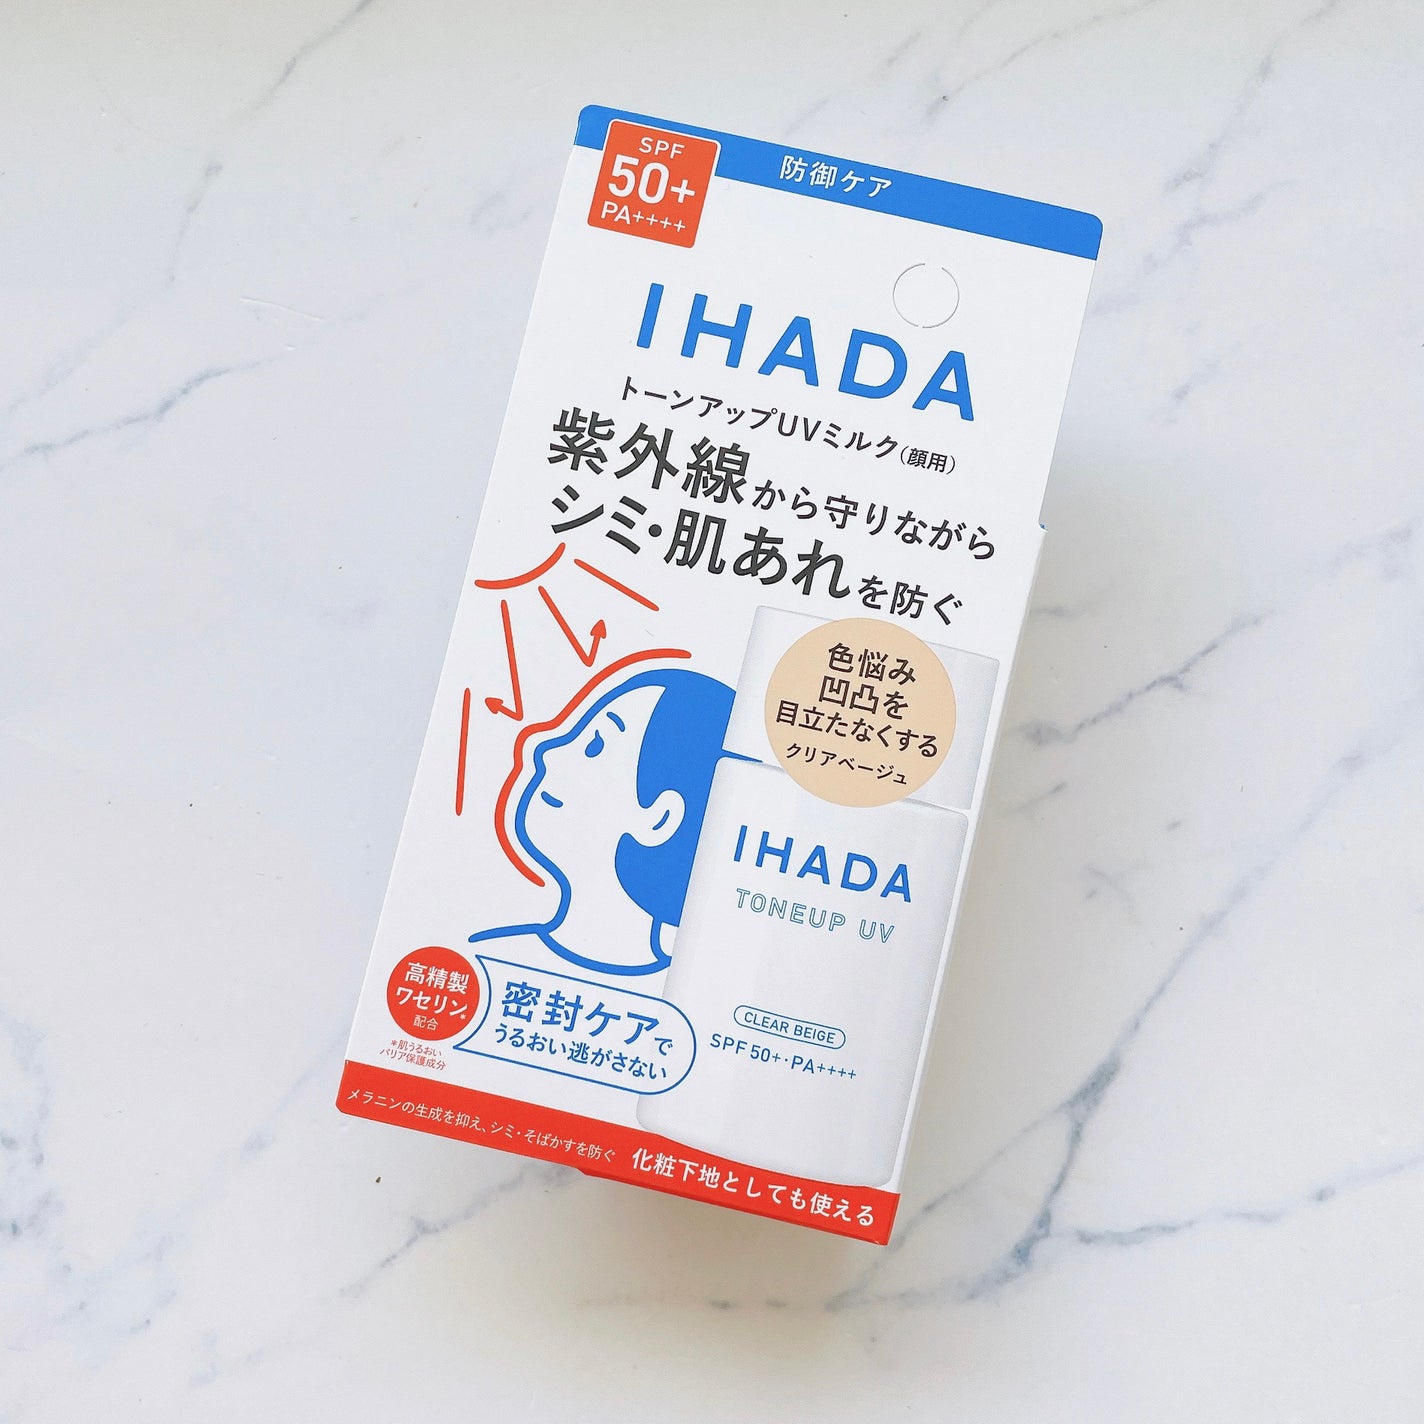 SPF
50+
PA++++
防御ケア
IHADA
トーンアップUVミルク(顔用)
紫外線から守りながら
シミ・肌あれを防ぐ
色悩み
凹凸を
目立たなくする
クリアベージュ
IHADA
TONEUP UV
CLEAR BEIGE
SPF50+・PA++++
高精製
ワセリン*
配合
*肌うるおい
バリア保護成分
密封ケアで
うるおい逃がさない
メラニンの生成を抑え、シミ・そばかすを防ぐ 化粧下地としても使える